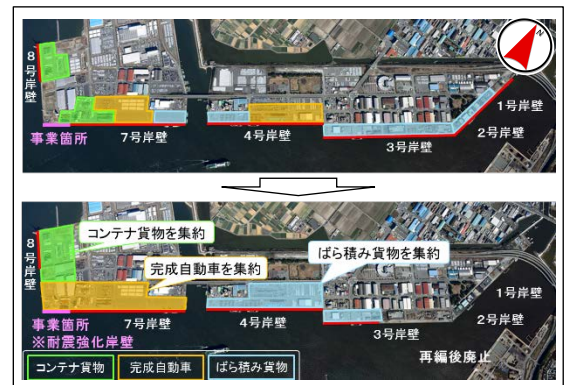 N
8号岸壁
事業箇所
7号岸壁
4号岸壁
3号岸壁
2号岸壁
1号岸壁
コンテナ貨物を集約
完成自動車を集約
ばら積み貨物を集約
8号岸壁
事業箇所
※耐震強化岸壁
7号岸壁
4号岸壁
3号岸壁
2号岸壁
1号岸壁
再編後廃止
コンテナ貨物
完成自動車
ばら積み貨物